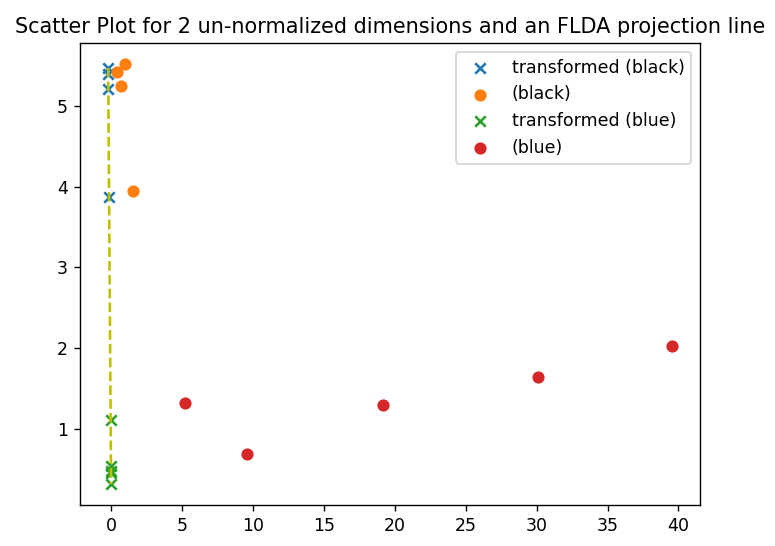 Scatter Plot for 2 un-normalized dimensions and an FLDA projection line
transformed (black)
(black)
transformed (blue)
(blue)
5
4
3
2
1
0 5 10 15 20 25 30 35 40